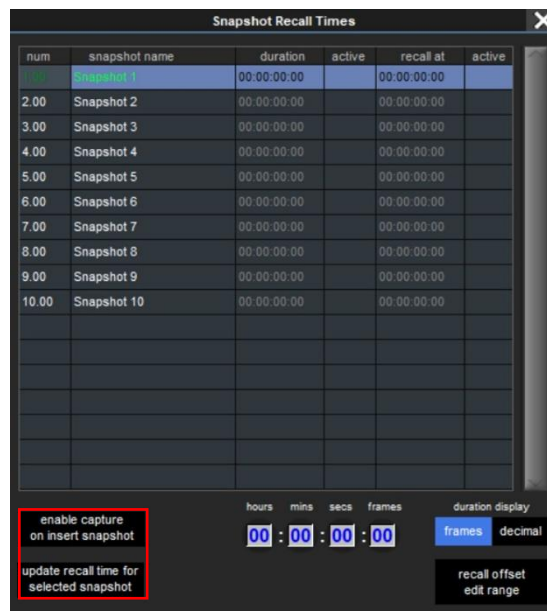 Snapshot Recall Times X
num snapshot name duration active recall at active
1.00 Snapshot 1 00:00:00:00 00:00:00:00
2.00 Snapshot 2 00:00:00:00 00:00:00:00
3.00 Snapshot 3 00:00:00:00 00:00:00:00
4.00 Snapshot 4 00:00:00:00 00:00:00:00
5.00 Snapshot 5 00:00:00:00 00:00:00:00
6.00 Snapshot 6 00:00:00:00 00:00:00:00
7.00 Snapshot 7 00:00:00:00 00:00:00:00
8.00 Snapshot 8 00:00:00:00 00:00:00:00
9.00 Snapshot 9 00:00:00:00 00:00:00:00
10.00 Snapshot 10 00:00:00:00 00:00:00:00
enable capture
on insert snapshot
update recall time for
selected snapshot
hours mins secs frames
00 : 00 : 00 : 00
duration display
frames decimal
recall offset
edit range